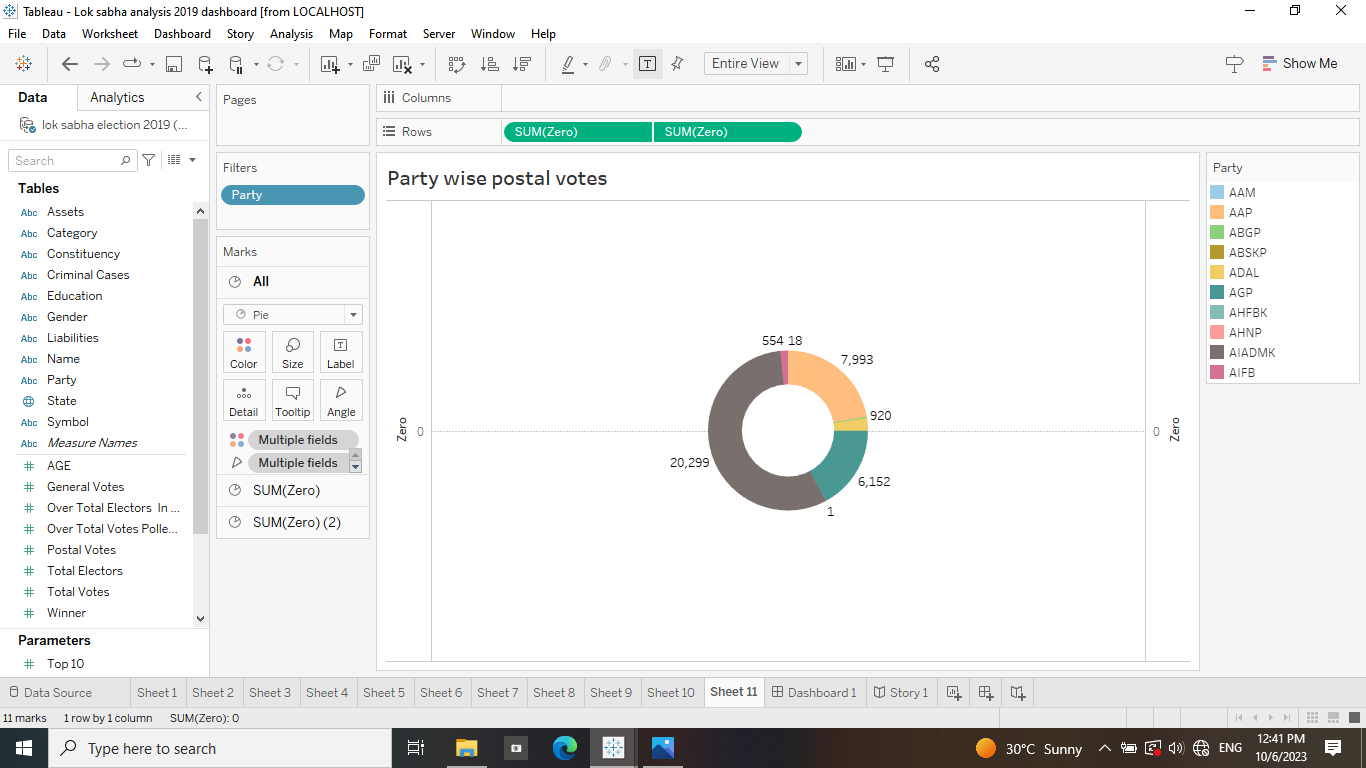 Tableau - Lok sabha analysis 2019 dashboard [from LOCALHOST]
File Data Worksheet Dashboard Story Analysis Map Format Server Window Help
Entire View
Show Me
Data Analytics
lok sabha election 2019 (...
Search
Tables
Abc Assets
Abc Category
Abc Constituency
Abc Criminal Cases
Abc Education
Abc Gender
Abc Liabilities
Abc Name
Abc Party
State
Abc Symbol
Abc Measure Names
# AGE
# General Votes
# Over Total Electors In ...
# Over Total Votes Polle...
# Postal Votes
# Total Electors
# Total Votes
# Winner
Parameters
# Top 10
Pages
Filters
Party
Marks
All
Pie
Color Size Label
Detail Tooltip Angle
Multiple fields
Multiple fields
SUM(Zero)
SUM(Zero) (2)
Columns
Rows SUM(Zero) SUM(Zero)
Party wise postal votes
554 18
7,993
920
Zero 0
0 Zero
20,299
6,152
1
Party
AAM
AAP
ABGP
ABSKP
ADAL
AGP
AHFBK
AHNP
AIADMK
AIFB
Data Source Sheet 1 Sheet 2 Sheet 3 Sheet 4 Sheet 5 Sheet 6 Sheet 7 Sheet 8 Sheet 9 Sheet 10 Sheet 11 Dashboard 1 Story 1
11 marks 1 row by 1 column SUM(Zero): 0
Type here to search
30°C Sunny
ENG
12:41 PM
10/6/2023